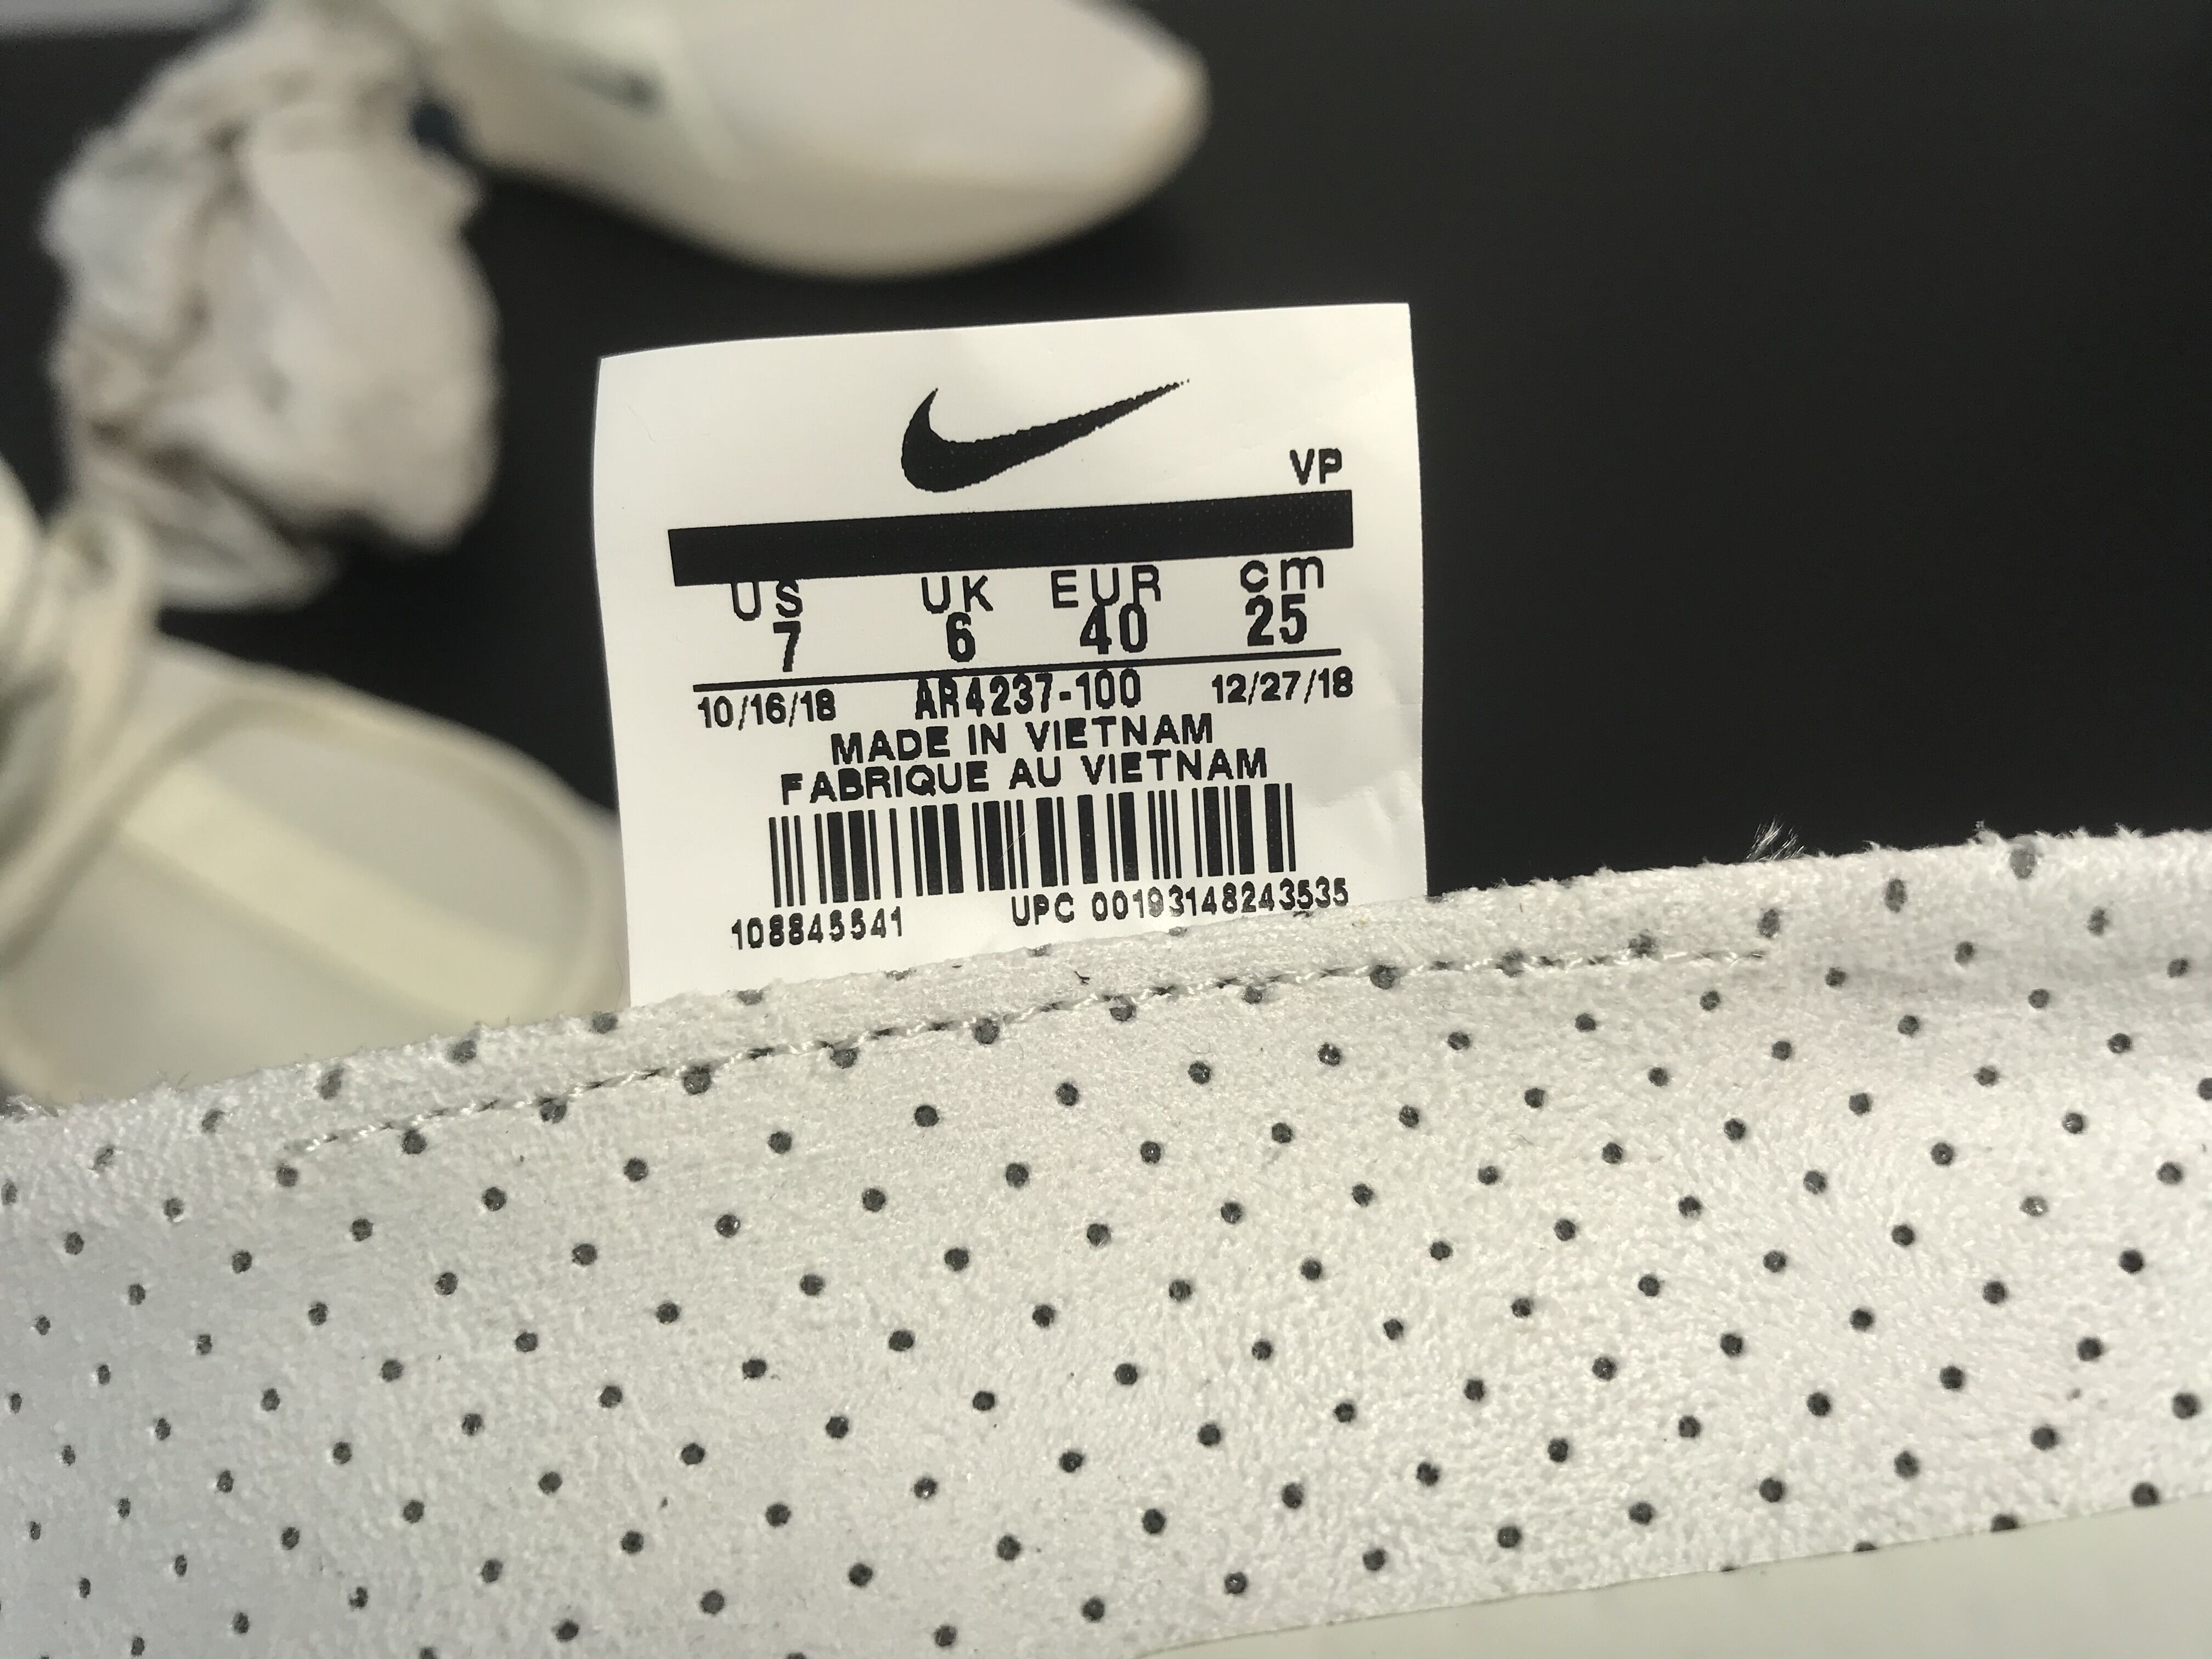 VP
US UK EUR cm
7 6 40 25
10/16/18 AR4237-100 12/27/18
MADE IN VIETNAM
FABRIQUE AU VIETNAM
108845541 UPC 00193148243535